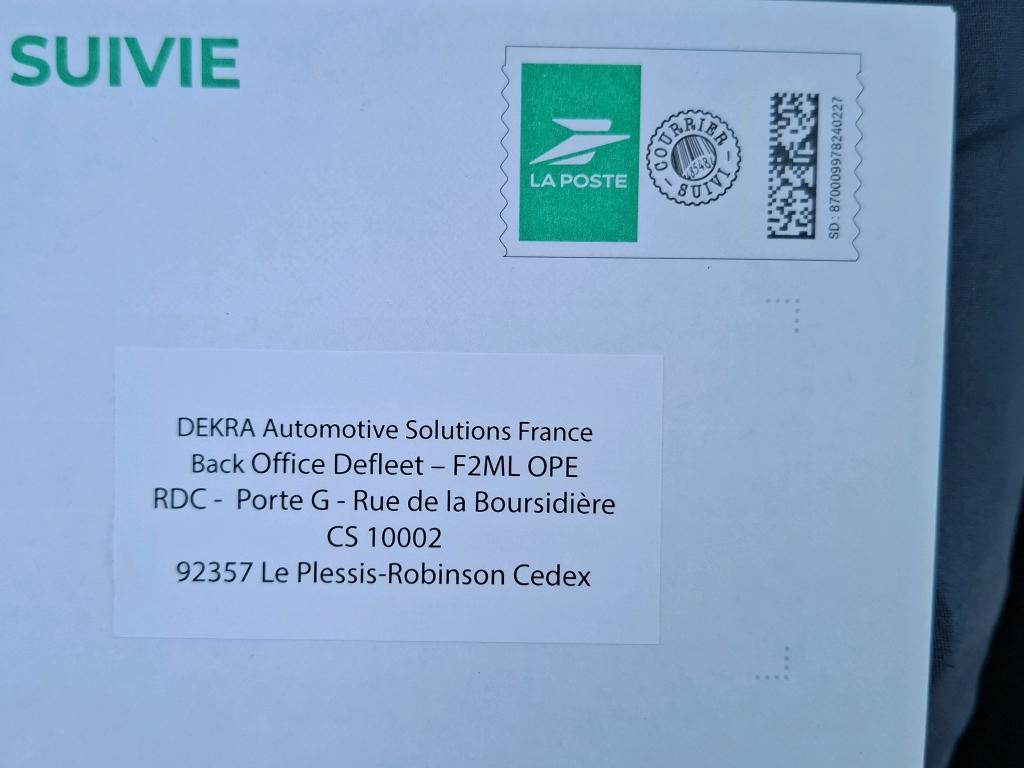 SUIVIE
LA POSTE
COURRIER
SUIVI
SD : 8700099978240227
DEKRA Automotive Solutions France
Back Office Defleet – F2ML OPE
RDC - Porte G - Rue de la Boursidière
CS 10002
92357 Le Plessis-Robinson Cedex